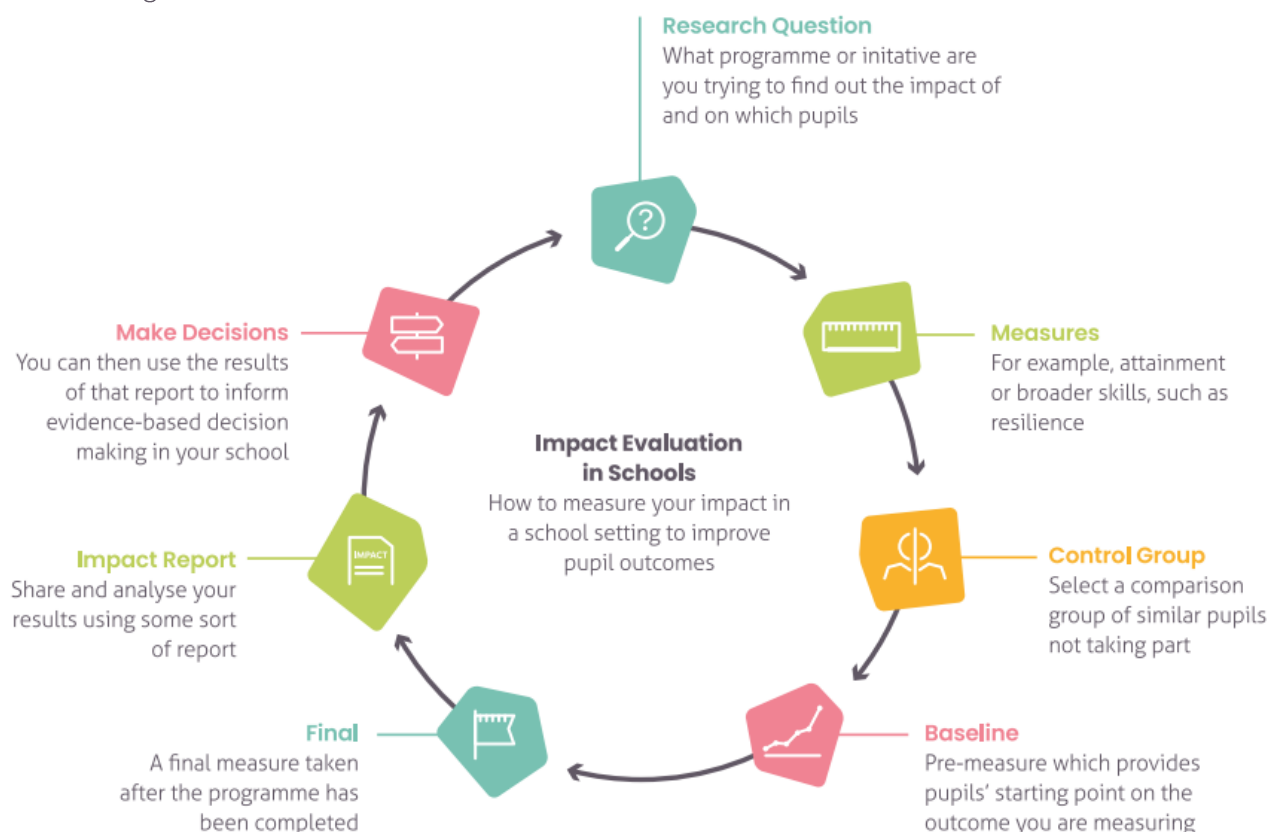 Research Question
What programme or initative are
you trying to find out the impact of
and on which pupils
Measures
For example, attainment
or broader skills, such as
resilience
Control Group
Select a comparison
group of similar pupils
not taking part
Baseline
Pre-measure which provides
pupils' starting point on the
outcome you are measuring
Final
A final measure taken
after the programme has
been completed
Impact Report
Share and analyse your
results using some sort
of report
IMPACT
Make Decisions
You can then use the results
of that report to inform
evidence-based decision
making in your school
Impact Evaluation
in Schools
How to measure your impact in
a school setting to improve
pupil outcomes